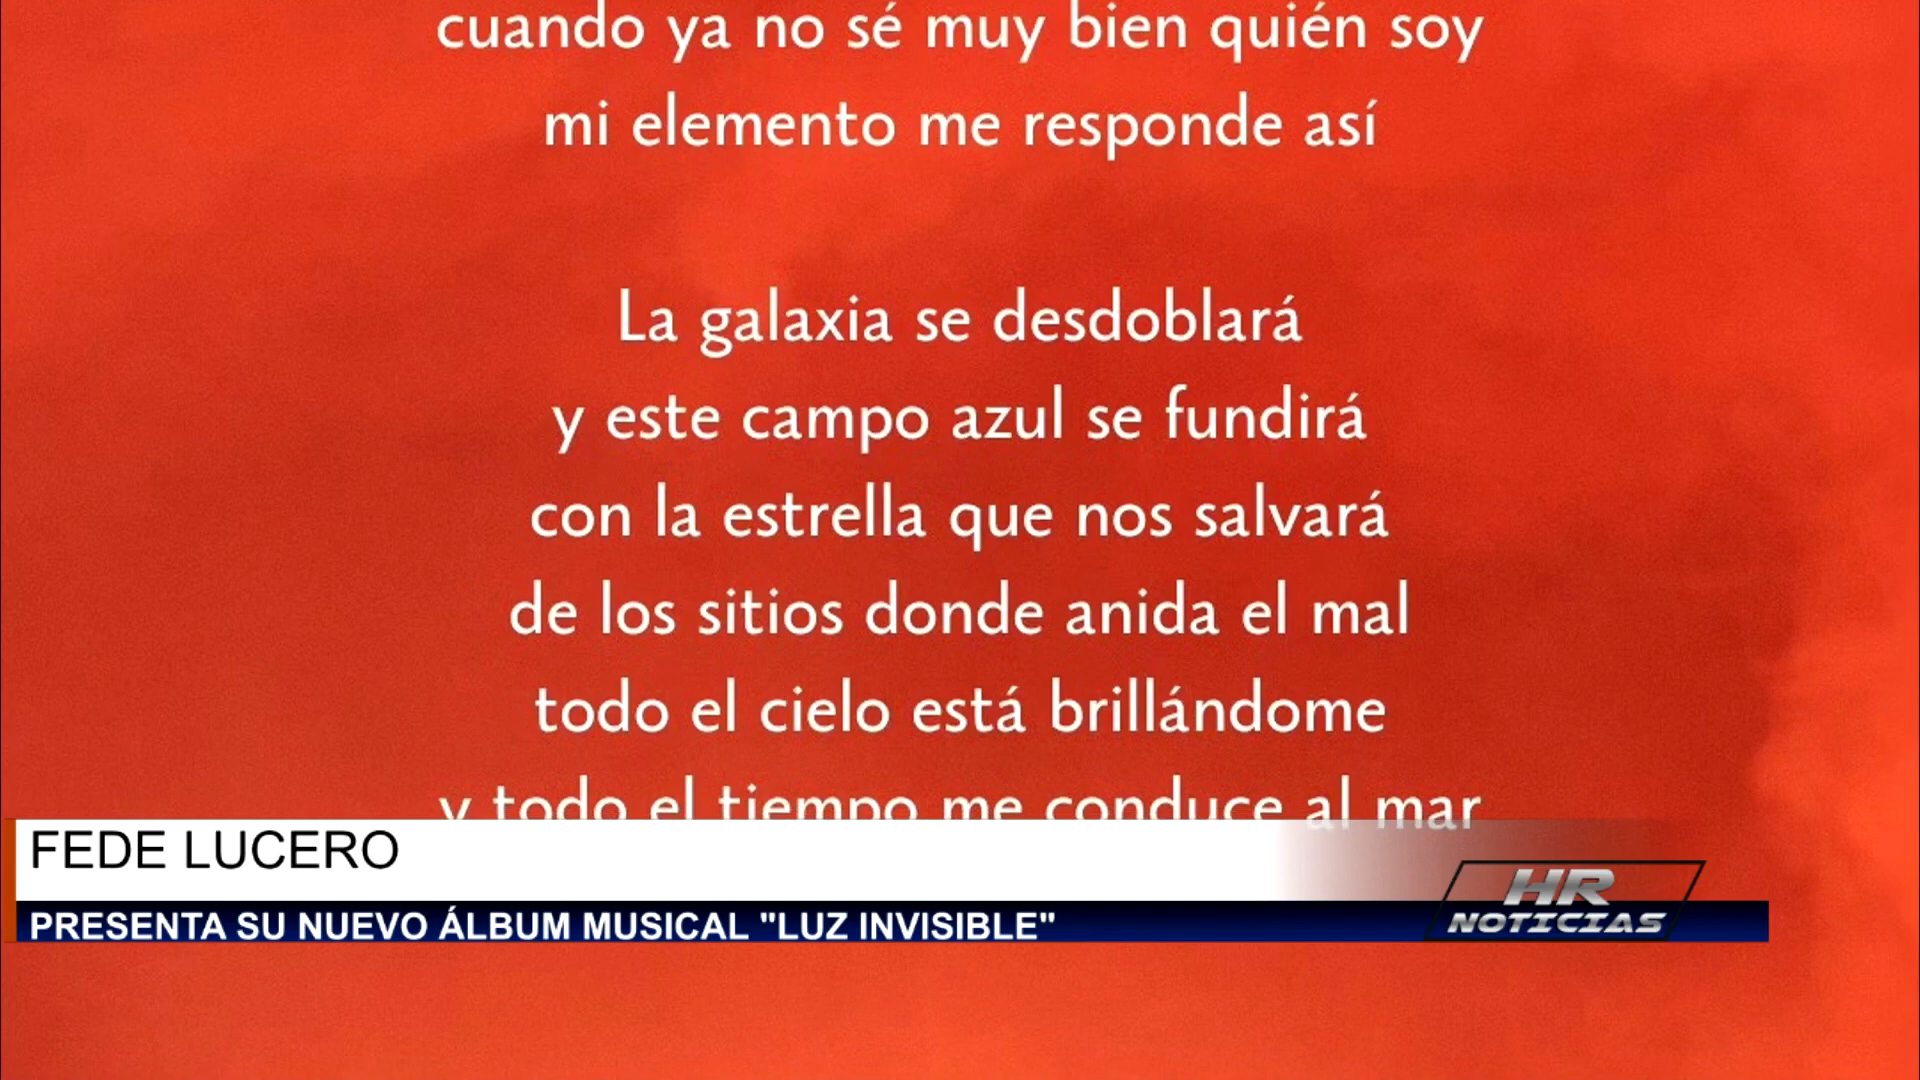 cuando ya no sé muy bien quién soy
mi elemento me responde así
La galaxia se desdoblará
y este campo azul se fundirá
con la estrella que nos salvará
de los sitios donde anida el mal
todo el cielo está brillándome
y todo el tiempo me conduce al mar
FEDE LUCERO
PRESENTA SU NUEVO ÁLBUM MUSICAL "LUZ INVISIBLE"
HR
NOTICIAS